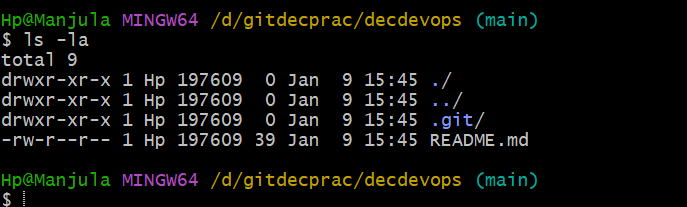 Hp@Manjula MINGW64 /d/gitdecprac/decdevops (main)
$ ls -la
total 9
drwxr-xr-x 1 Hp 197609  0 Jan  9 15:45 ./
drwxr-xr-x 1 Hp 197609  0 Jan  9 15:45 ../
drwxr-xr-x 1 Hp 197609  0 Jan  9 15:45 .git/
-rw-r--r-- 1 Hp 197609 39 Jan  9 15:45 README.md
Hp@Manjula MINGW64 /d/gitdecprac/decdevops (main)
$